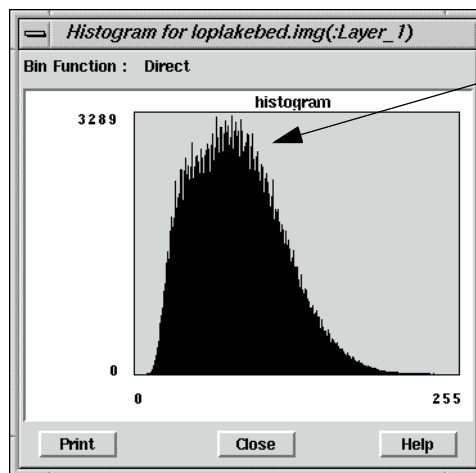 Histogram for loplakebed.img(:Layer_1)
Bin Function : Direct
histogram
3289
0
0 255
Print Close Help